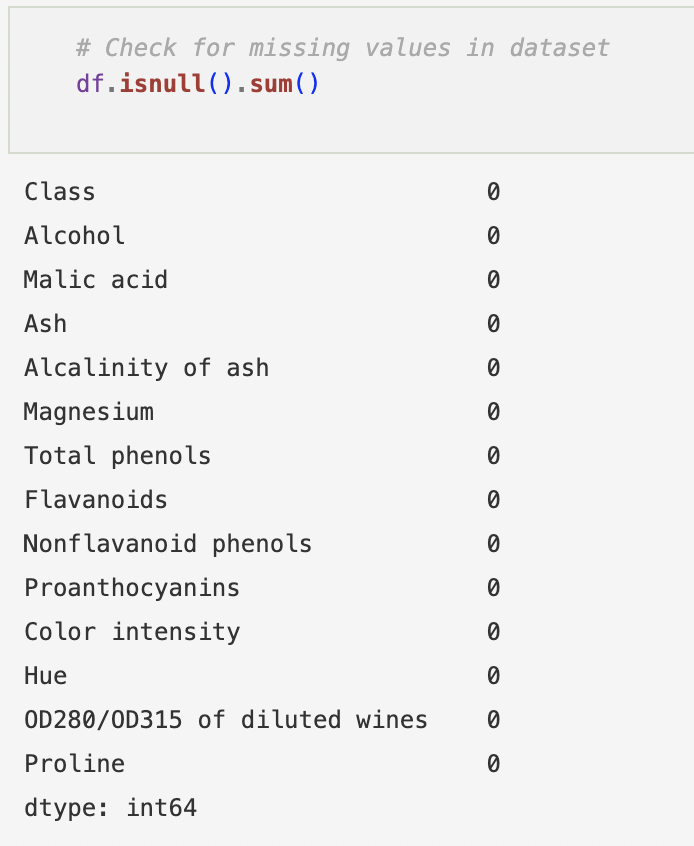 # Check for missing values in dataset
df.isnull().sum()
Class 0
Alcohol 0
Malic acid 0
Ash 0
Alcalinity of ash 0
Magnesium 0
Total phenols 0
Flavanoids 0
Nonflavanoid phenols 0
Proanthocyanins 0
Color intensity 0
Hue 0
OD280/OD315 of diluted wines 0
Proline 0
dtype: int64